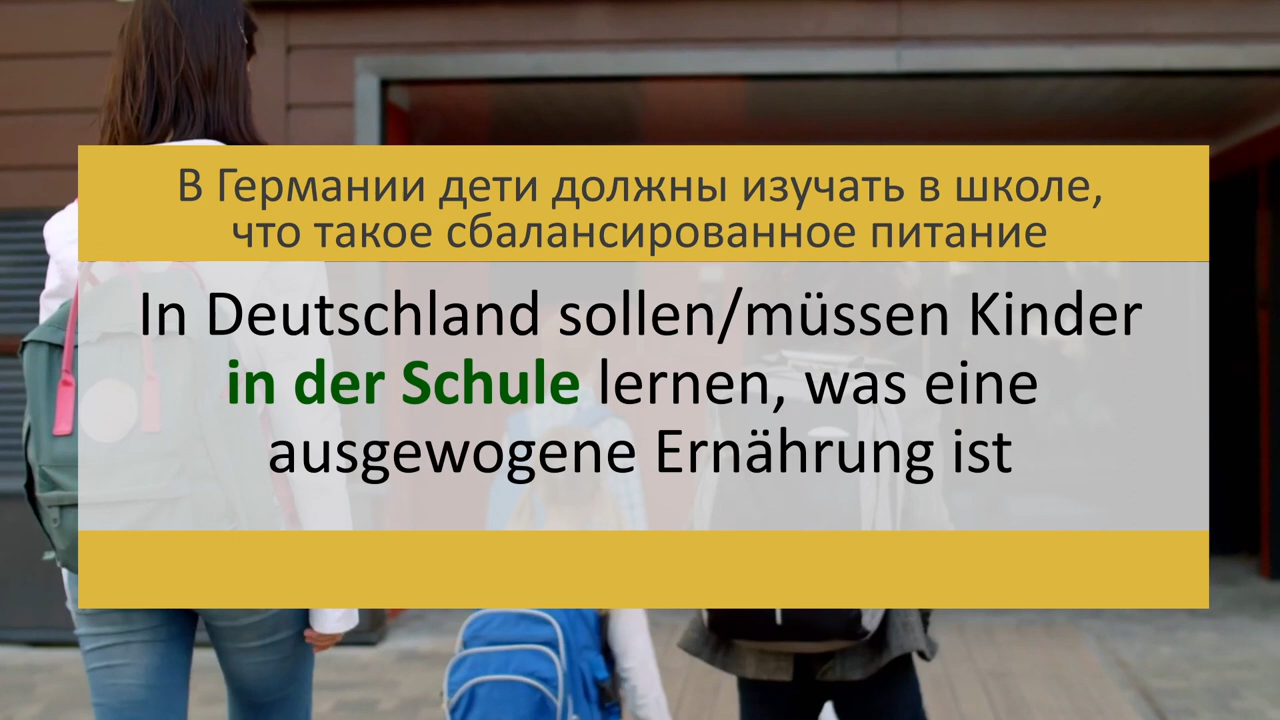 В Германии дети должны изучать в школе,
что такое сбалансированное питание
In Deutschland sollen/müssen Kinder
in der Schule lernen, was eine
ausgewogene Ernährung ist